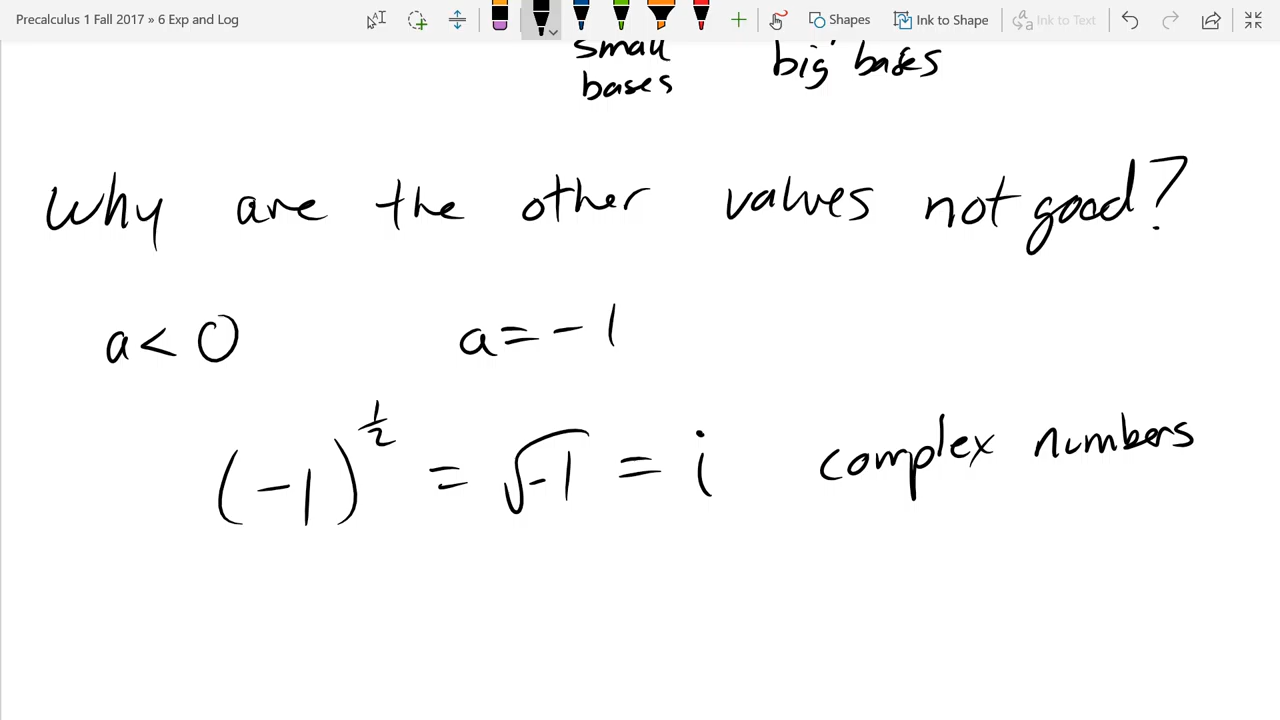 Precalculus 1 Fall 2017 » 6 Exp and Log Shapes Ink to Shape Ink to Text
small big bases
bases
Why are the other values not good?
a < 0 a = -1
(-1)^{1/2} = √-1 = i complex numbers